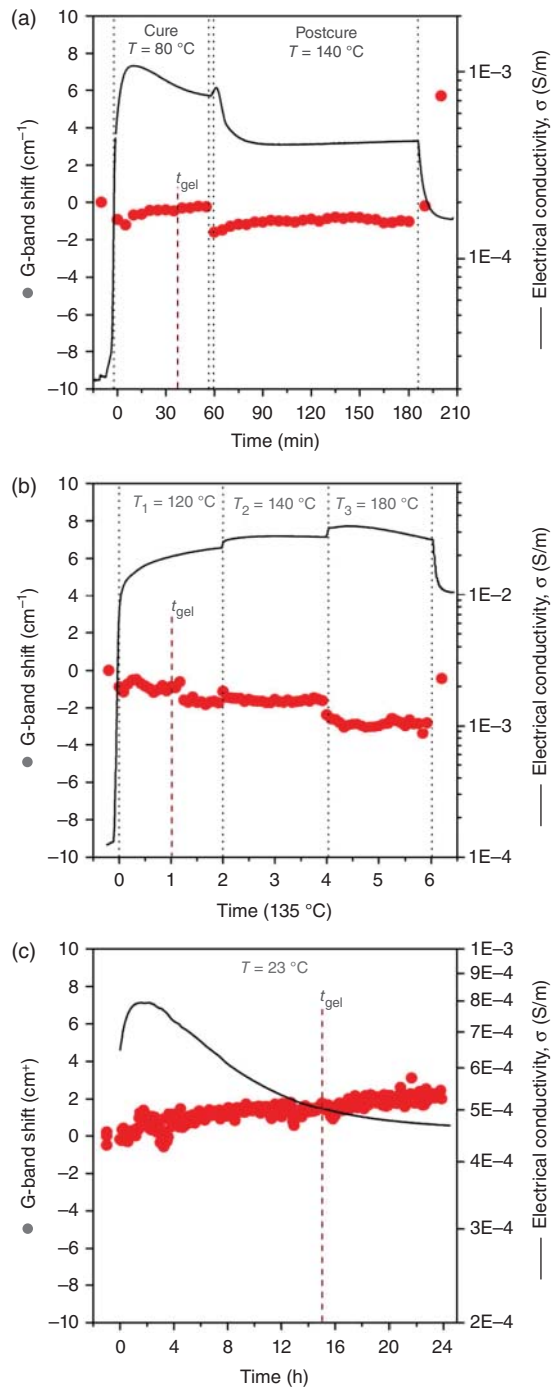 (a)
Cure
T = 80 °C
Postcure
T = 140 °C
t_gel
10
8
6
4
2
0
−2
−4
−6
−8
−10
1E−3
1E−4
G-band shift (cm⁻¹)
Electrical conductivity, σ (S/m)
0 30 60 90 120 150 180 210
Time (min)
(b)
T₁ = 120 °C T₂ = 140 °C T₃ = 180 °C
t_gel
10
8
6
4
2
0
−2
−4
−6
−8
−10
1E−2
1E−3
1E−4
G-band shift (cm⁻¹)
Electrical conductivity, σ (S/m)
0 1 2 3 4 5 6
Time (135 °C)
(c)
T = 23 °C
t_gel
10
8
6
4
2
0
−2
−4
−6
−8
−10
1E−3
9E−4
8E−4
7E−4
6E−4
5E−4
4E−4
3E−4
2E−4
G-band shift (cm⁺)
Electrical conductivity, σ (S/m)
0 4 8 12 16 20 24
Time (h)